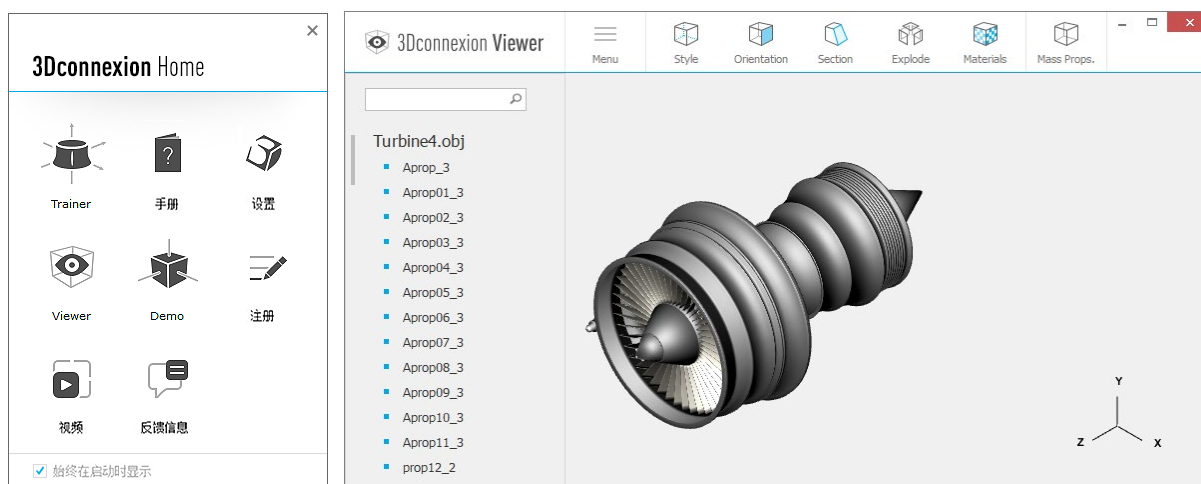 3Dconnexion Home
Trainer
手册
设置
Viewer
Demo
注册
视频
反馈信息
始终在启动时显示
3Dconnexion Viewer
Menu
Style
Orientation
Section
Explode
Materials
Mass Props.
Turbine4.obj
Aprop_3
Aprop01_3
Aprop02_3
Aprop03_3
Aprop04_3
Aprop05_3
Aprop06_3
Aprop07_3
Aprop08_3
Aprop09_3
Aprop10_3
Aprop11_3
prop12_2
Y
Z
X